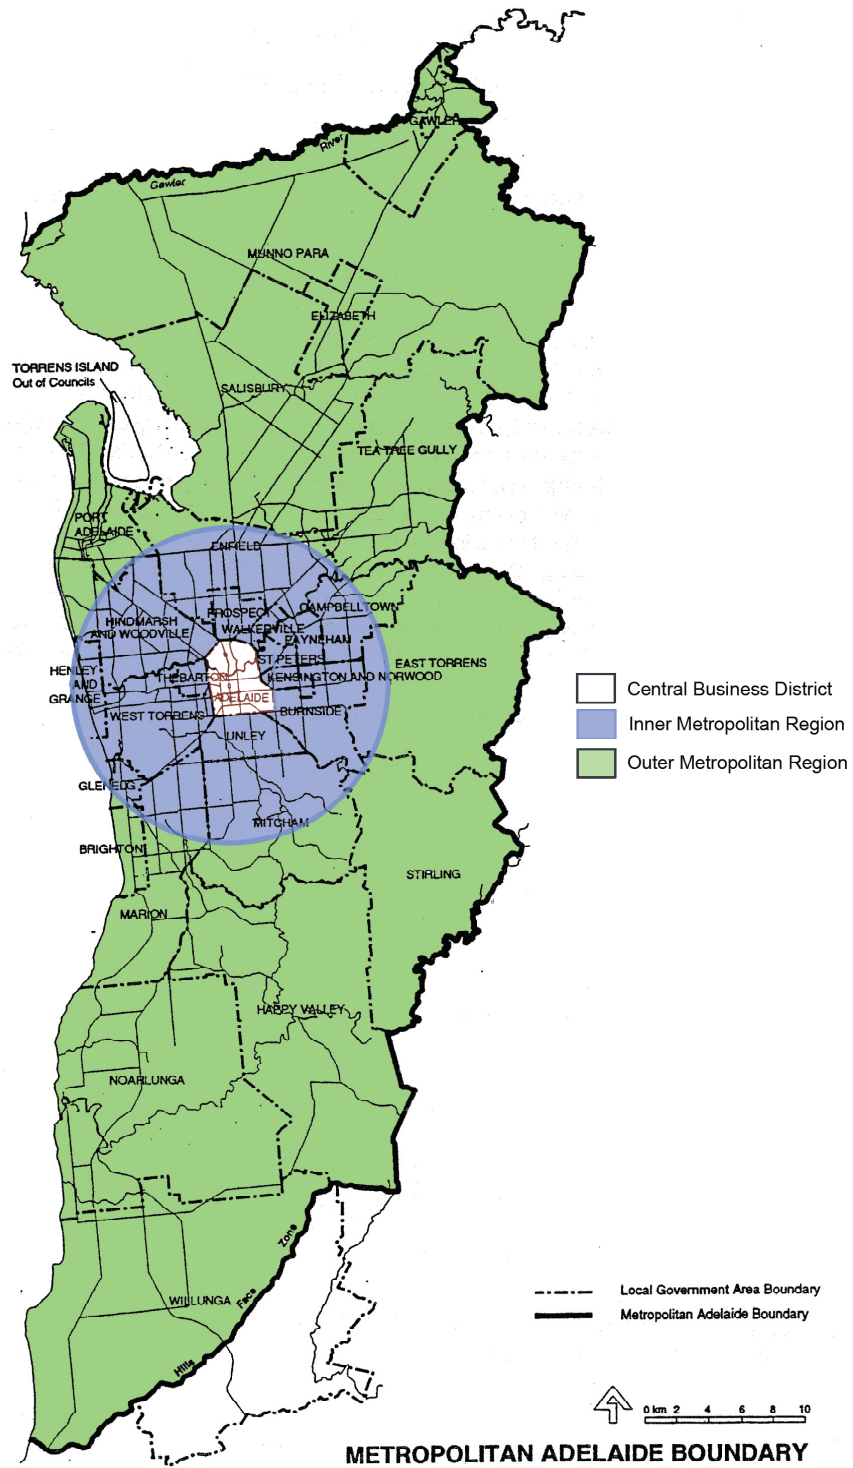 GAWLER
River
Gawler
MUNNO PARA
ELIZABETH
TORRENS ISLAND
Out of Councils
SALISBURY
TEA TREE GULLY
PORT
ADELAIDE
ENFIELD
PROSPECT
CAMPBELLTOWN
HINDMARSH
AND WOODVILLE
WALKERVILLE
PAYNEHAM
ST PETERS
EAST TORRENS
HENLEY
AND
GRANGE
THEBARTON
KENSINGTON AND NORWOOD
ADELAIDE
WEST TORRENS
BURNSIDE
UNLEY
GLENELG
MITCHAM
BRIGHTON
STIRLING
MARION
HAPPY VALLEY
NOARLUNGA
WILLUNGA
Hills
Face
Zone
Central Business District
Inner Metropolitan Region
Outer Metropolitan Region
Local Government Area Boundary
Metropolitan Adelaide Boundary
0 km 2 4 6 8 10
METROPOLITAN ADELAIDE BOUNDARY